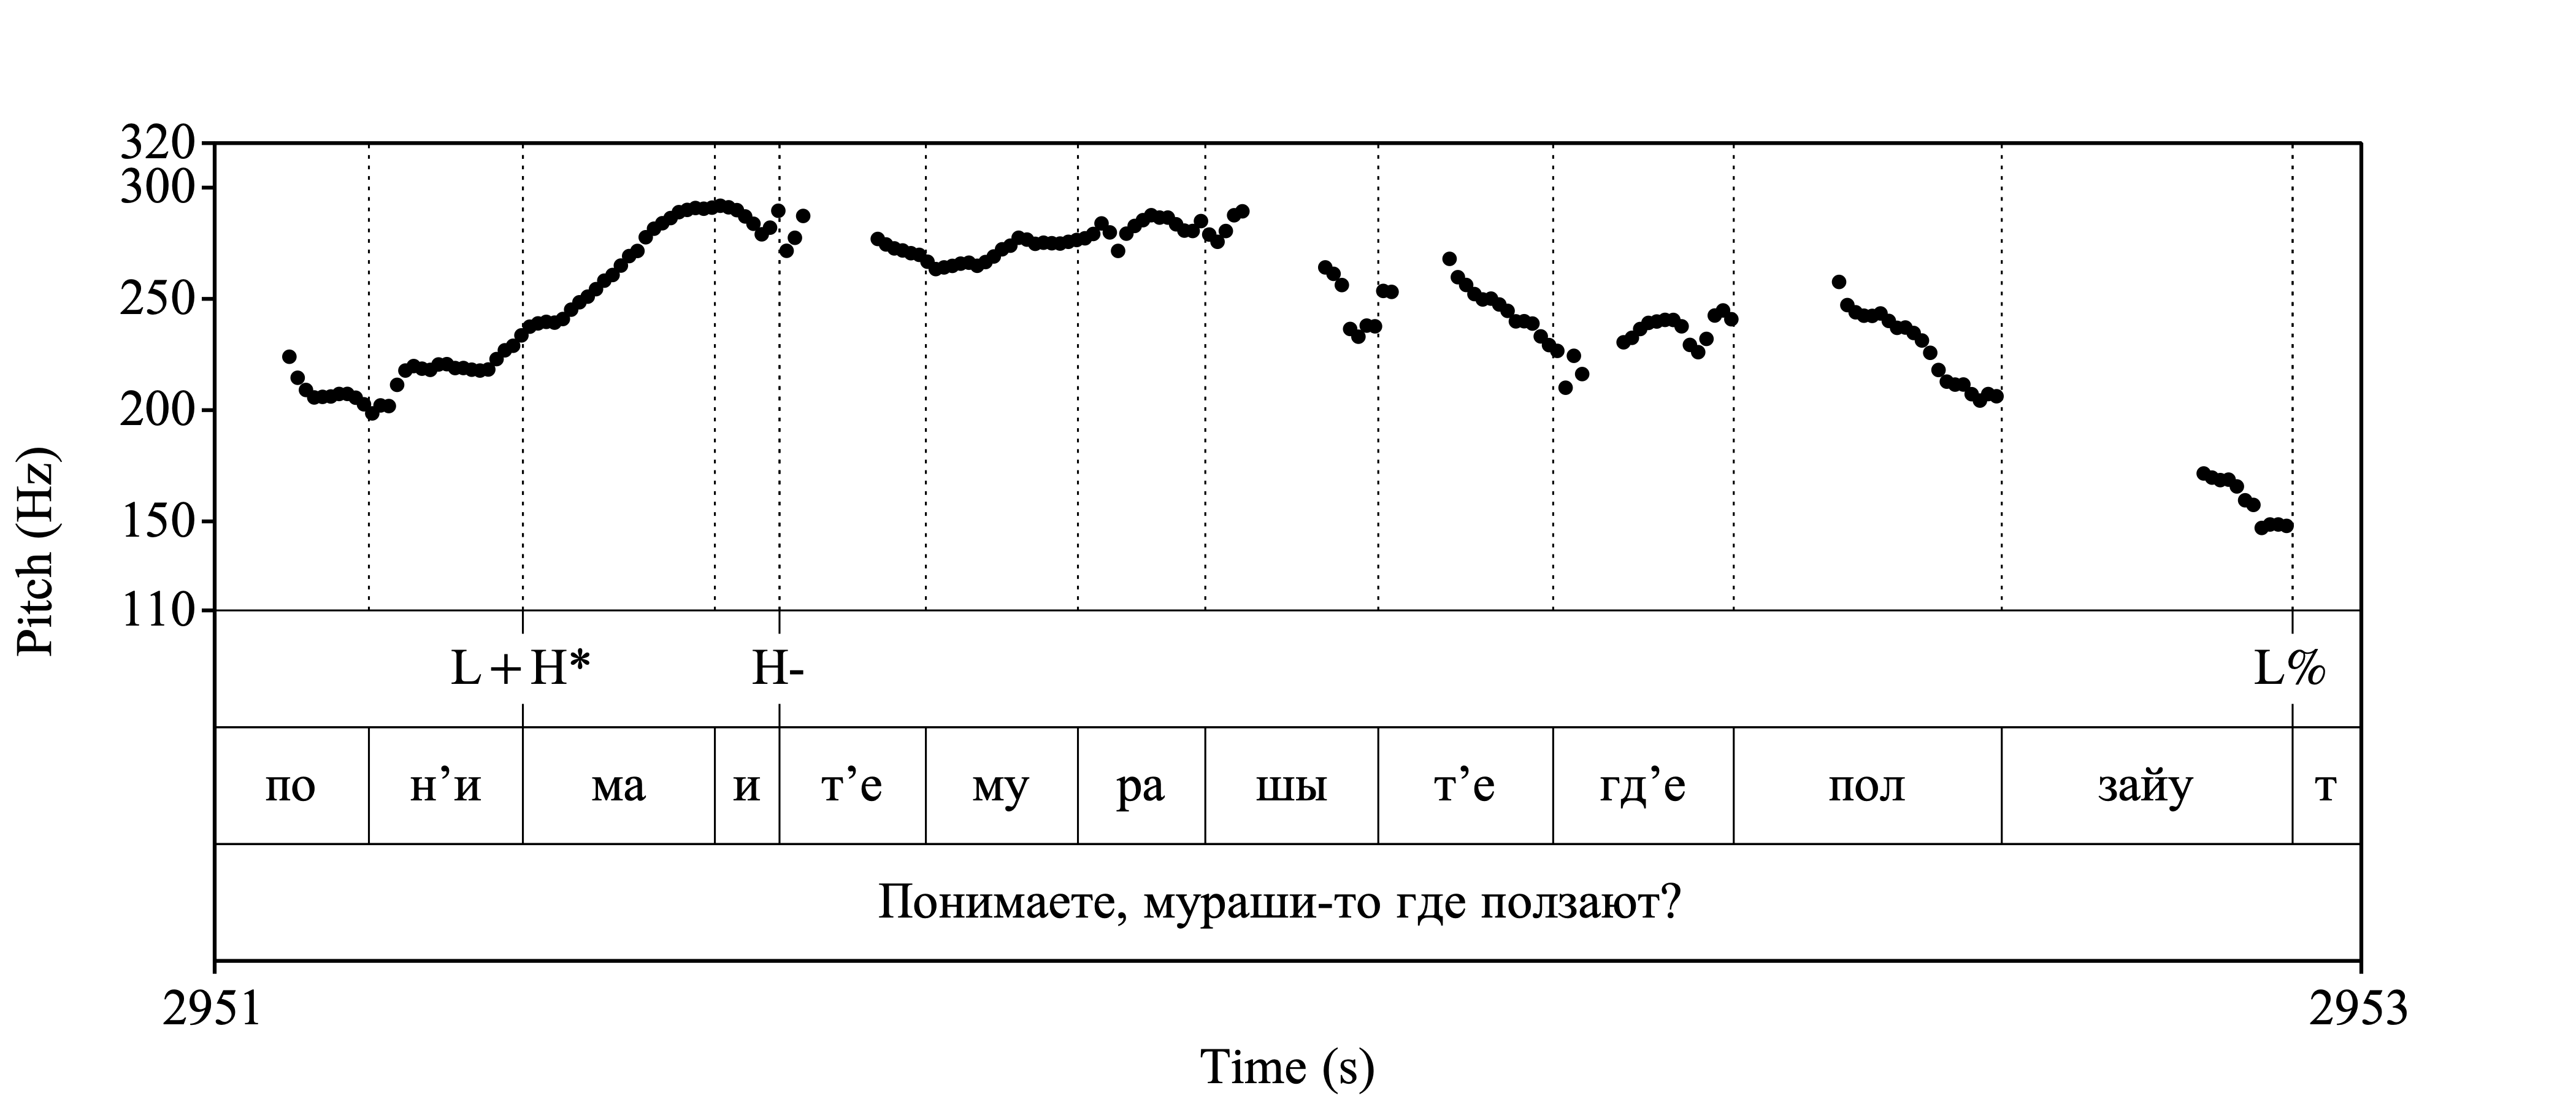 320
300
250
200
150
110
Pitch (Hz)
L+H* H- L%
по н’и ма и т’е му ра шы т’е гд’е пол зайу т
Понимаете, мураши-то где ползают?
2951 2953
Time (s)